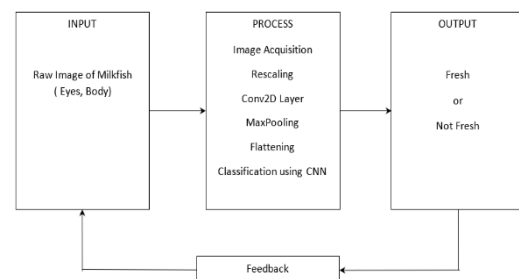 INPUT
Raw Image of Milkfish
( Eyes, Body)
PROCESS
Image Acquisition
Rescaling
Conv2D Layer
MaxPooling
Flattening
Classification using CNN
OUTPUT
Fresh
or
Not Fresh
Feedback